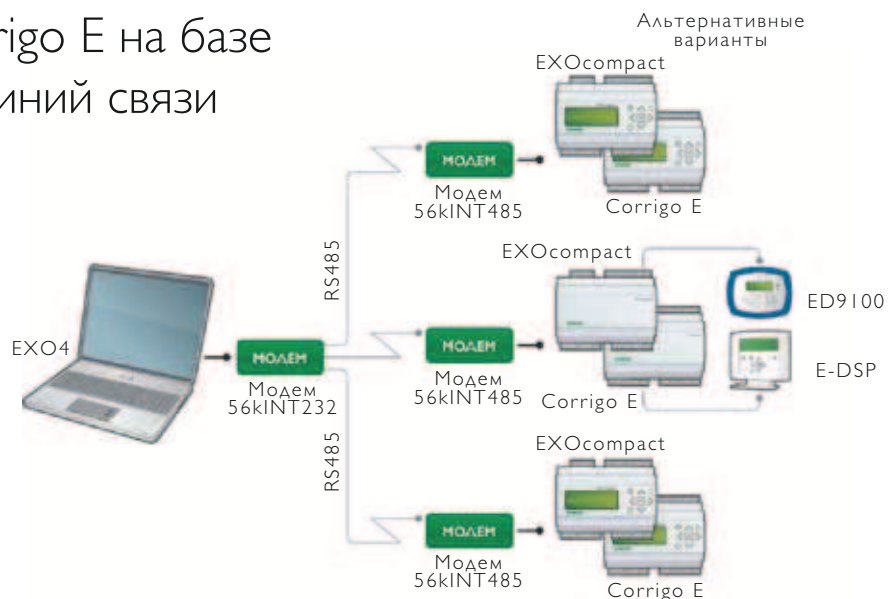 rigo E на базе
иний связи
Альтернативные
варианты
EXOcompact
МОДЕМ
Модем
56kINT485
Corrigo E
RS485
EXOcompact
ED9100
EXO4
МОДЕМ
Модем
56kINT232
МОДЕМ
Модем
56kINT485
Corrigo E
E-DSP
RS485
EXOcompact
МОДЕМ
Модем
56kINT485
Corrigo E